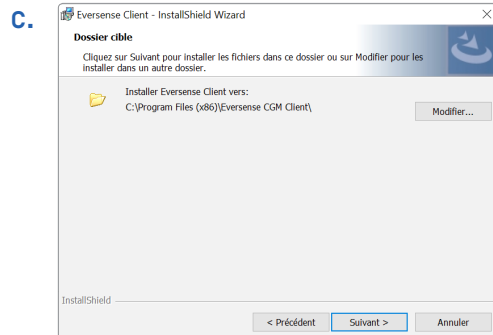 C.
Eversense Client - InstallShield Wizard
Dossier cible
Cliquez sur Suivant pour installer les fichiers dans ce dossier ou sur Modifier pour les
installer dans un autre dossier.
Installer Eversense Client vers:
C:\Program Files (x86)\Eversense CGM Client\
Modifier...
InstallShield
< Précédent
Suivant >
Annuler